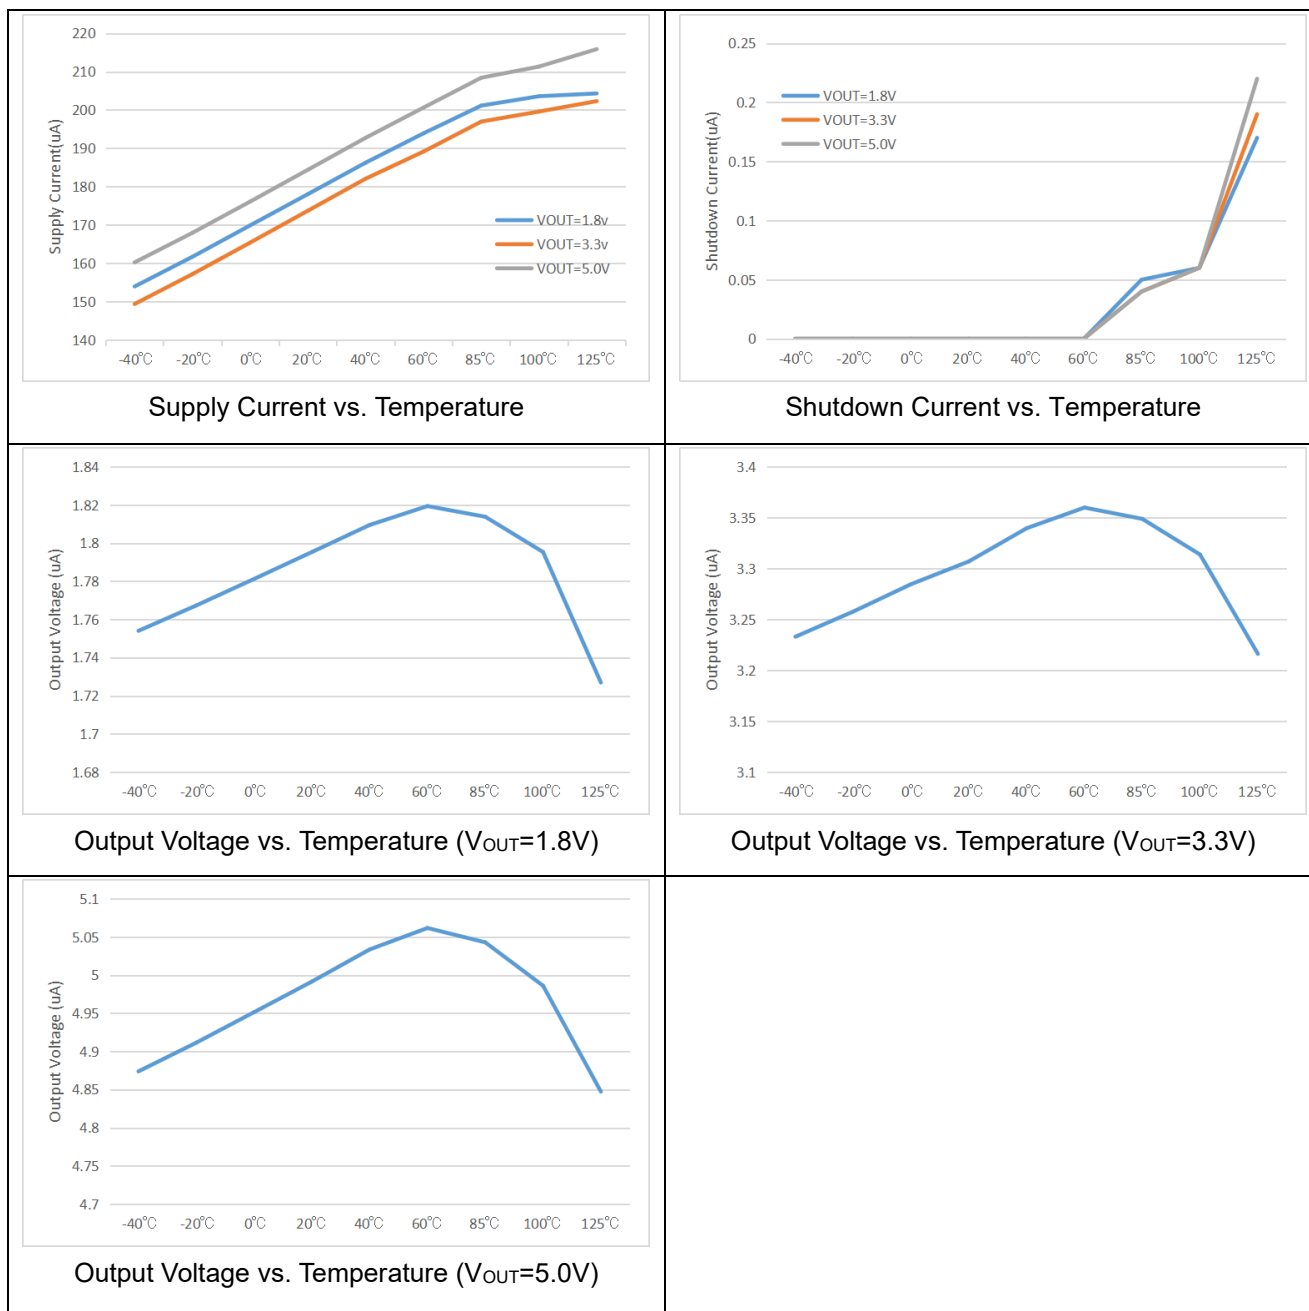 220
210
200
190
180
170
160
150
140
Supply Current(uA)
VOUT=1.8v
VOUT=3.3v
VOUT=5.0V
-40℃ -20℃ 0℃ 20℃ 40℃ 60℃ 85℃ 100℃ 125℃
Supply Current vs. Temperature
0.25
0.2
0.15
0.1
0.05
0
Shutdown Current(uA)
VOUT=1.8V
VOUT=3.3V
VOUT=5.0V
-40℃ -20℃ 0℃ 20℃ 40℃ 60℃ 85℃ 100℃ 125℃
Shutdown Current vs. Temperature
1.84
1.82
1.8
1.78
1.76
1.74
1.72
1.7
1.68
Output Voltage (uA)
-40℃ -20℃ 0℃ 20℃ 40℃ 60℃ 85℃ 100℃ 125℃
Output Voltage vs. Temperature (VOUT=1.8V)
3.4
3.35
3.3
3.25
3.2
3.15
3.1
Output Voltage (uA)
-40℃ -20℃ 0℃ 20℃ 40℃ 60℃ 85℃ 100℃ 125℃
Output Voltage vs. Temperature (VOUT=3.3V)
5.1
5.05
5
4.95
4.9
4.85
4.8
4.75
4.7
Output Voltage (uA)
-40℃ -20℃ 0℃ 20℃ 40℃ 60℃ 85℃ 100℃ 125℃
Output Voltage vs. Temperature (VOUT=5.0V)